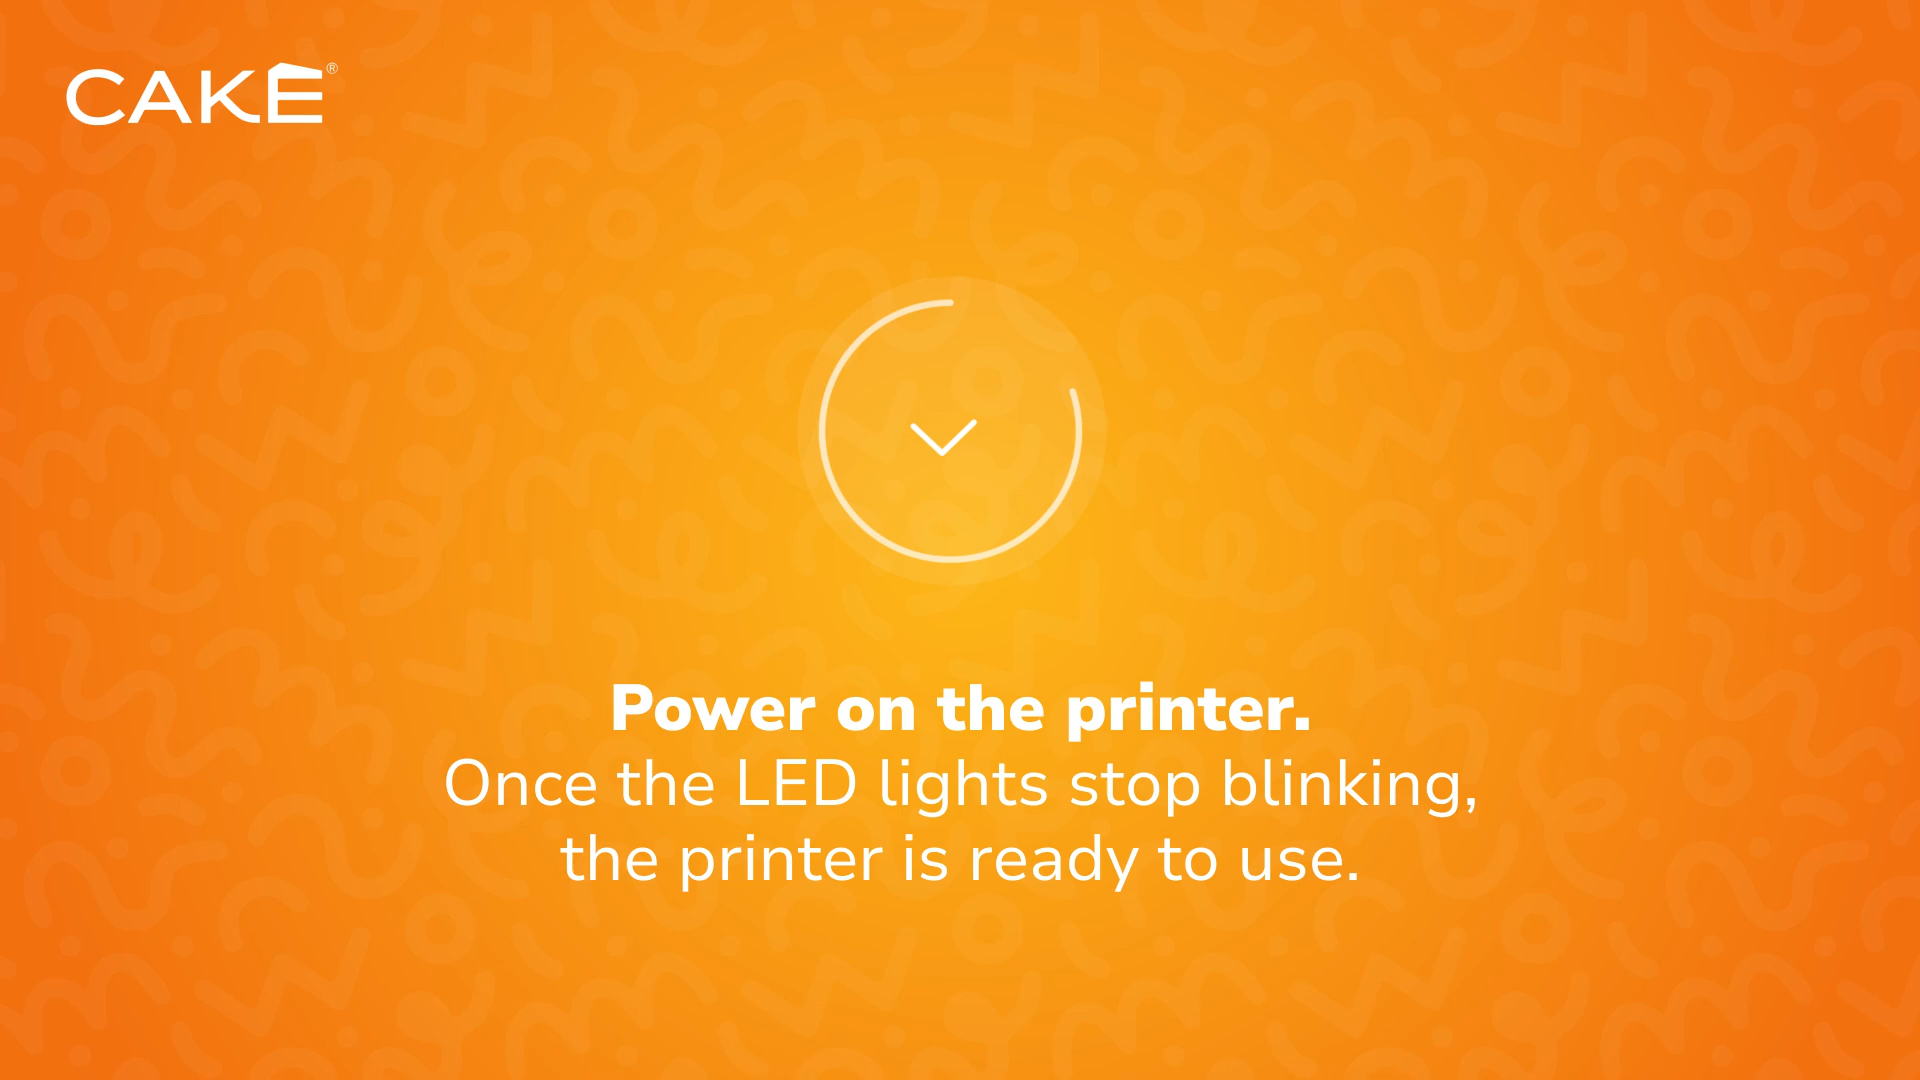 CAKE®
Power on the printer.
Once the LED lights stop blinking,
the printer is ready to use.